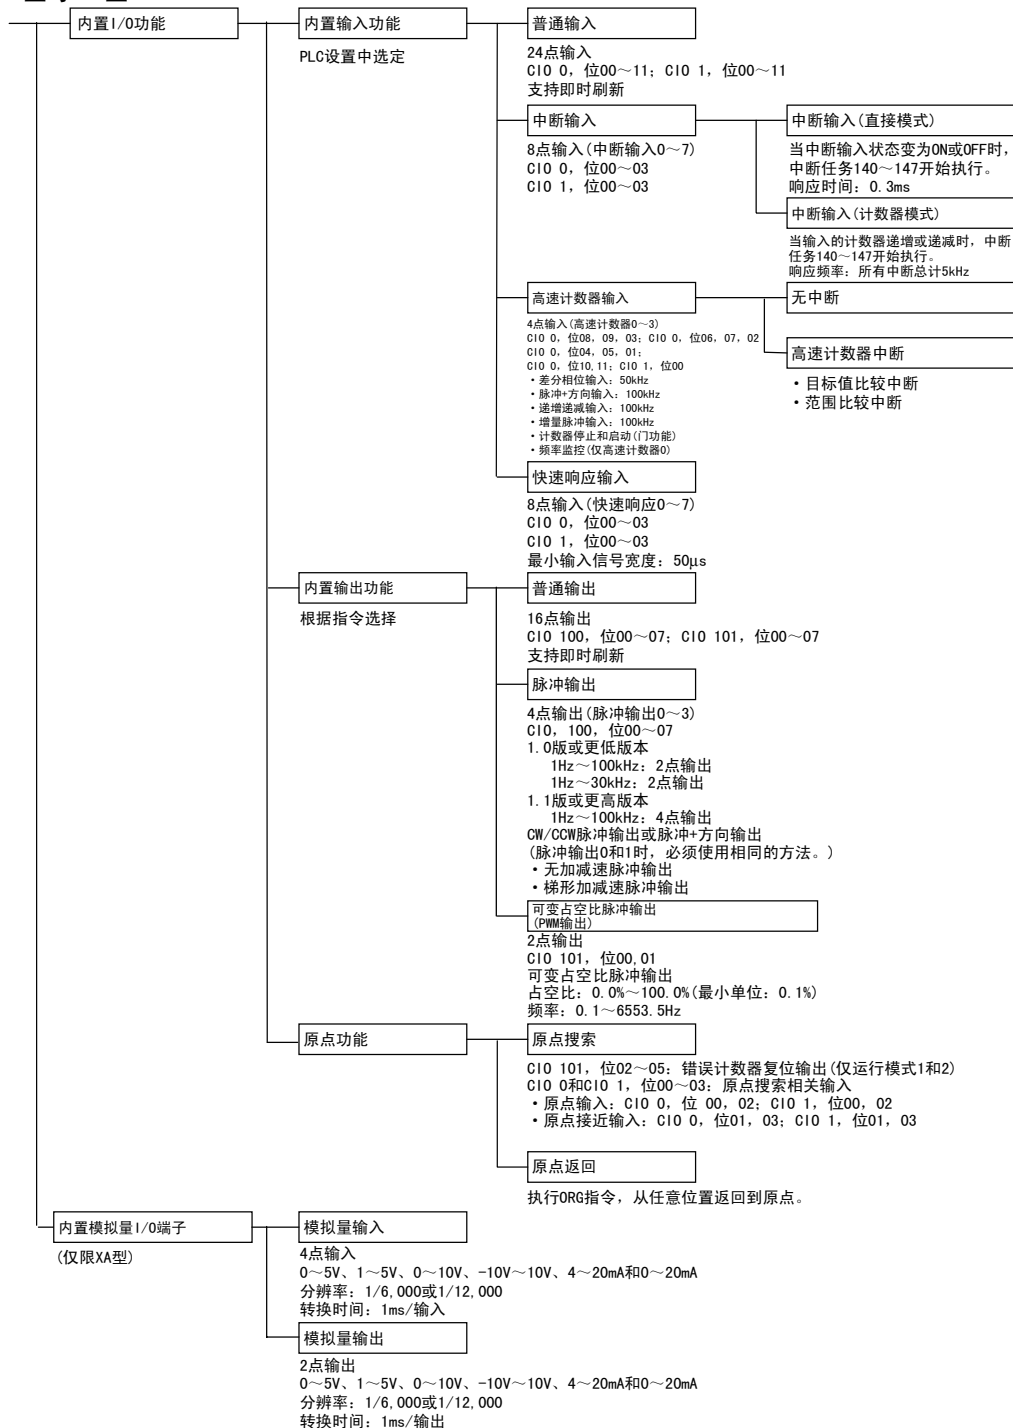 内置I/O功能
内置输入功能
PLC设置中选定
普通输入
24点输入
CIO 0，位00～11；CIO 1，位00～11
支持即时刷新
中断输入
8点输入(中断输入0～7)
CIO 0，位00～03
CIO 1，位00～03
中断输入(直接模式)
当中断输入状态变为ON或OFF时，
中断任务140～147开始执行。
响应时间：0.3ms
中断输入(计数器模式)
当输入的计数器递增或递减时，中断
任务140～147开始执行。
响应频率：所有中断总计5kHz
高速计数器输入
4点输入(高速计数器0～3)
CIO 0，位08，09，03；CIO 0，位06，07，02
CIO 0，位04，05，01；
CIO 0，位10,11；CIO 1，位00
・差分相位输入：50kHz
・脉冲+方向输入：100kHz
・递增递减输入：100kHz
・增量脉冲输入：100kHz
・计数器停止和启动(门功能)
・频率监控(仅高速计数器0)
无中断
高速计数器中断
・目标值比较中断
・范围比较中断
快速响应输入
8点输入(快速响应0～7)
CIO 0，位00～03
CIO 1，位00～03
最小输入信号宽度：50μs
内置输出功能
根据指令选择
普通输出
16点输出
CIO 100，位00～07；CIO 101，位00～07
支持即时刷新
脉冲输出
4点输出(脉冲输出0～3)
CIO，100，位00～07
1.0版或更低版本
1Hz～100kHz：2点输出
1Hz～30kHz：2点输出
1.1版或更高版本
1Hz～100kHz：4点输出
CW/CCW脉冲输出或脉冲+方向输出
(脉冲输出0和1时，必须使用相同的方法。)
・无加减速脉冲输出
・梯形加减速脉冲输出
可变占空比脉冲输出
(PWM输出)
2点输出
CIO 101，位00,01
可变占空比脉冲输出
占空比：0.0%～100.0%(最小单位：0.1%)
频率：0.1～6553.5Hz
原点功能
原点搜索
CIO 101，位02～05：错误计数器复位输出(仅运行模式1和2)
CIO 0和CIO 1，位00～03：原点搜索相关输入
・原点输入：CIO 0，位 00，02；CIO 1，位00，02
・原点接近输入：CIO 0，位01，03；CIO 1，位01，03
原点返回
执行ORG指令，从任意位置返回到原点。
内置模拟量I/O端子
(仅限XA型)
模拟量输入
4点输入
0～5V、1～5V、0～10V、-10V～10V、4～20mA和0～20mA
分辨率：1/6,000或1/12,000
转换时间：1ms/输入
模拟量输出
2点输出
0～5V、1～5V、0～10V、-10V～10V、4～20mA和0～20mA
分辨率：1/6,000或1/12,000
转换时间：1ms/输出